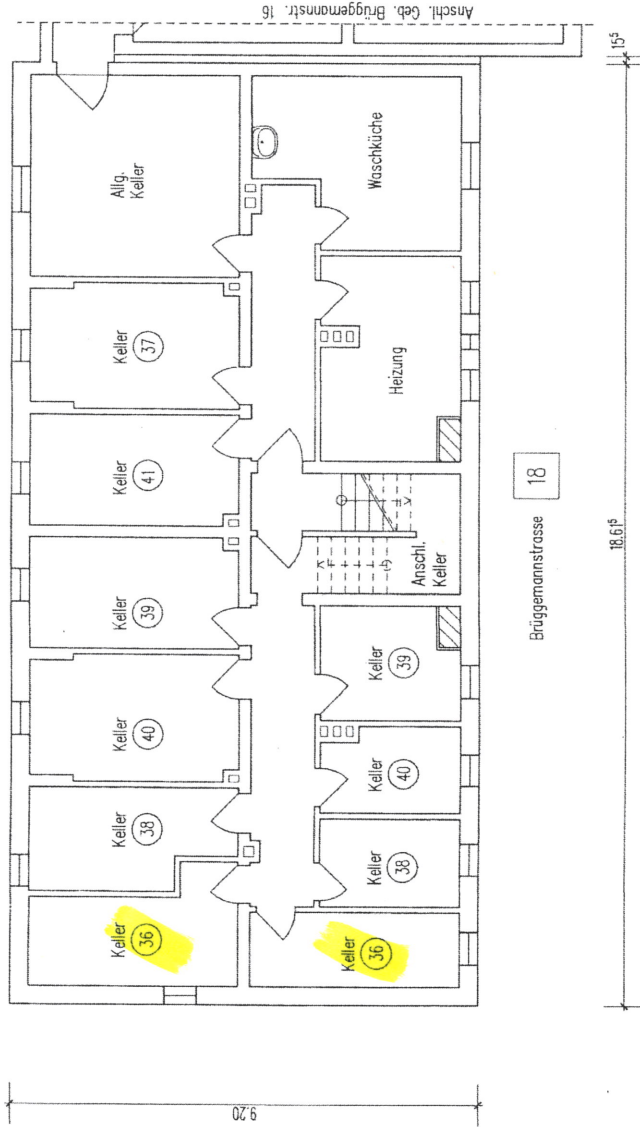 Anschl. Geb. Brüggemannstr. 16
15⁵
Allg.
Keller
Waschküche
Keller
37
Heizung
Keller
41
18
Anschl.
Keller
Brüggemannstrasse
18.61⁵
Keller
39
Keller
39
Keller
40
Keller
40
Keller
38
Keller
38
Keller
36
Keller
36
9.20